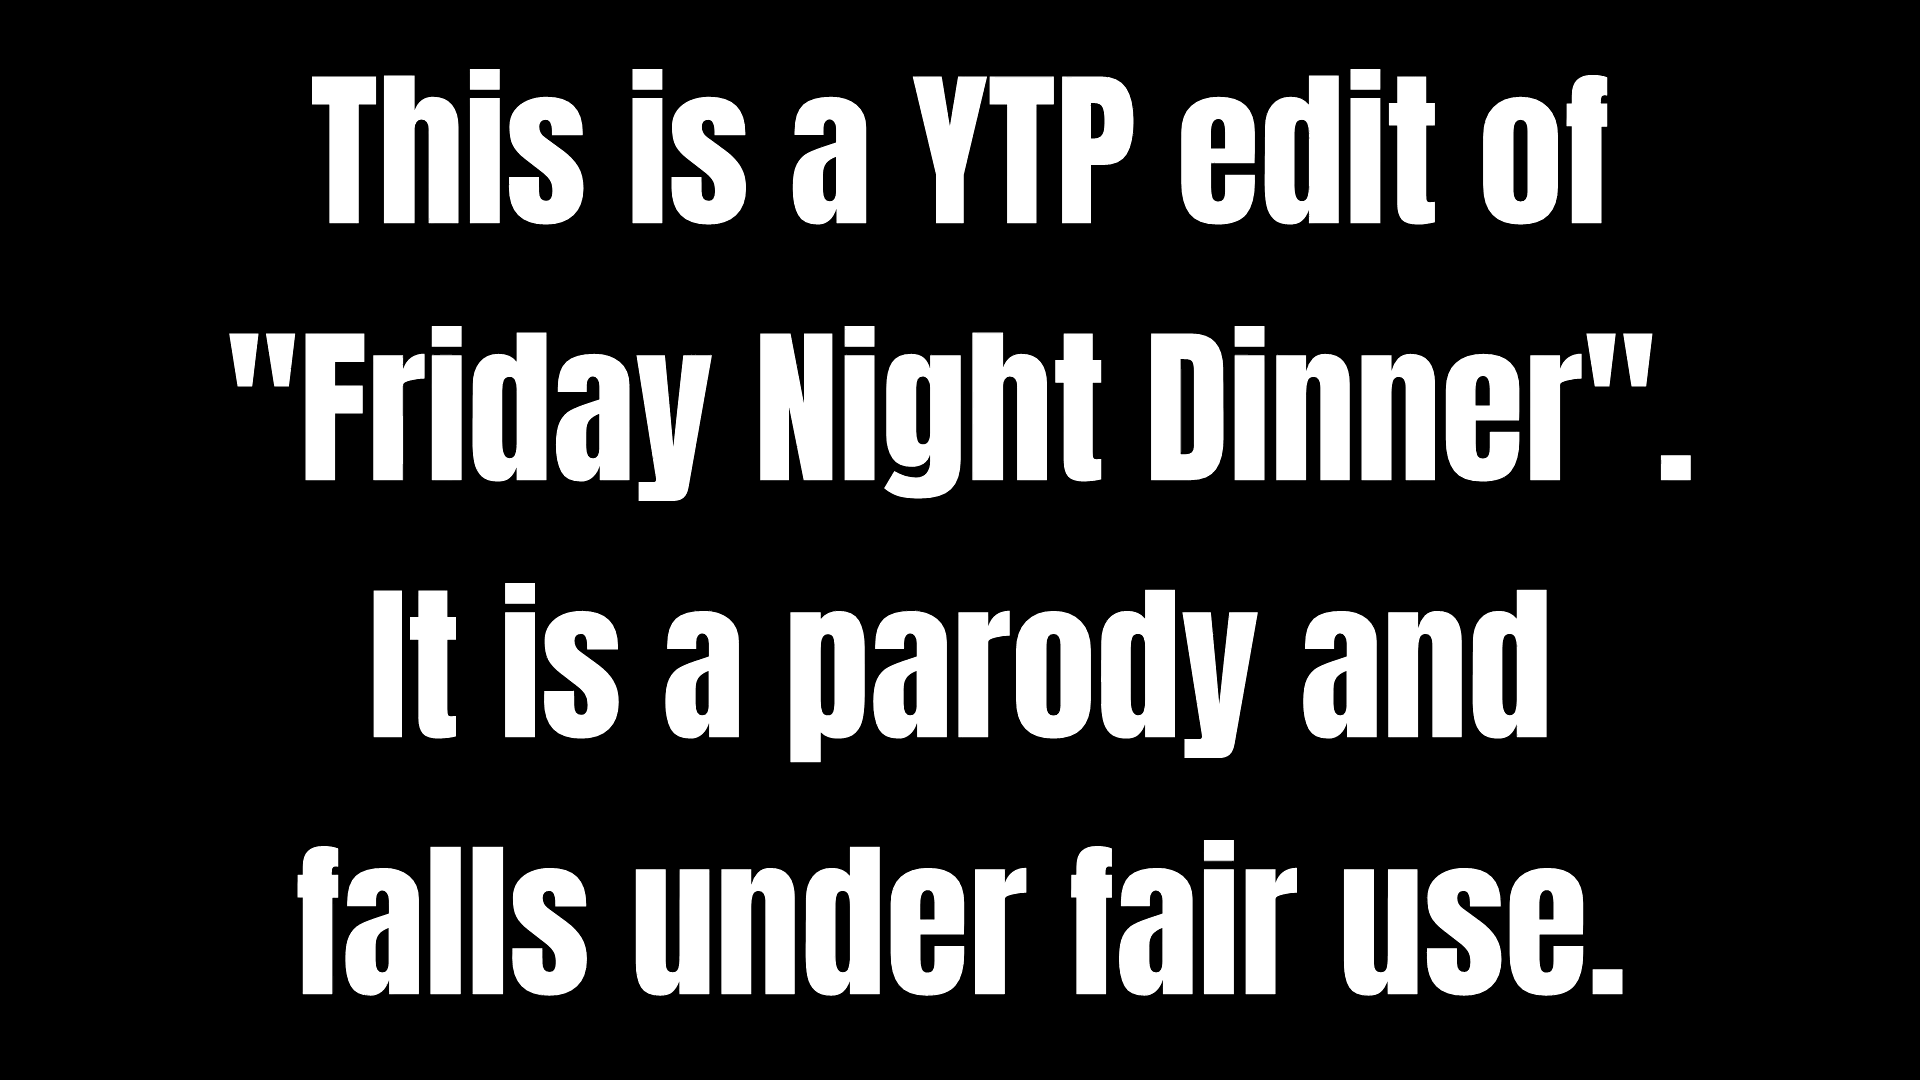 This is a YTP edit of
"Friday Night Dinner".
It is a parody and
falls under fair use.